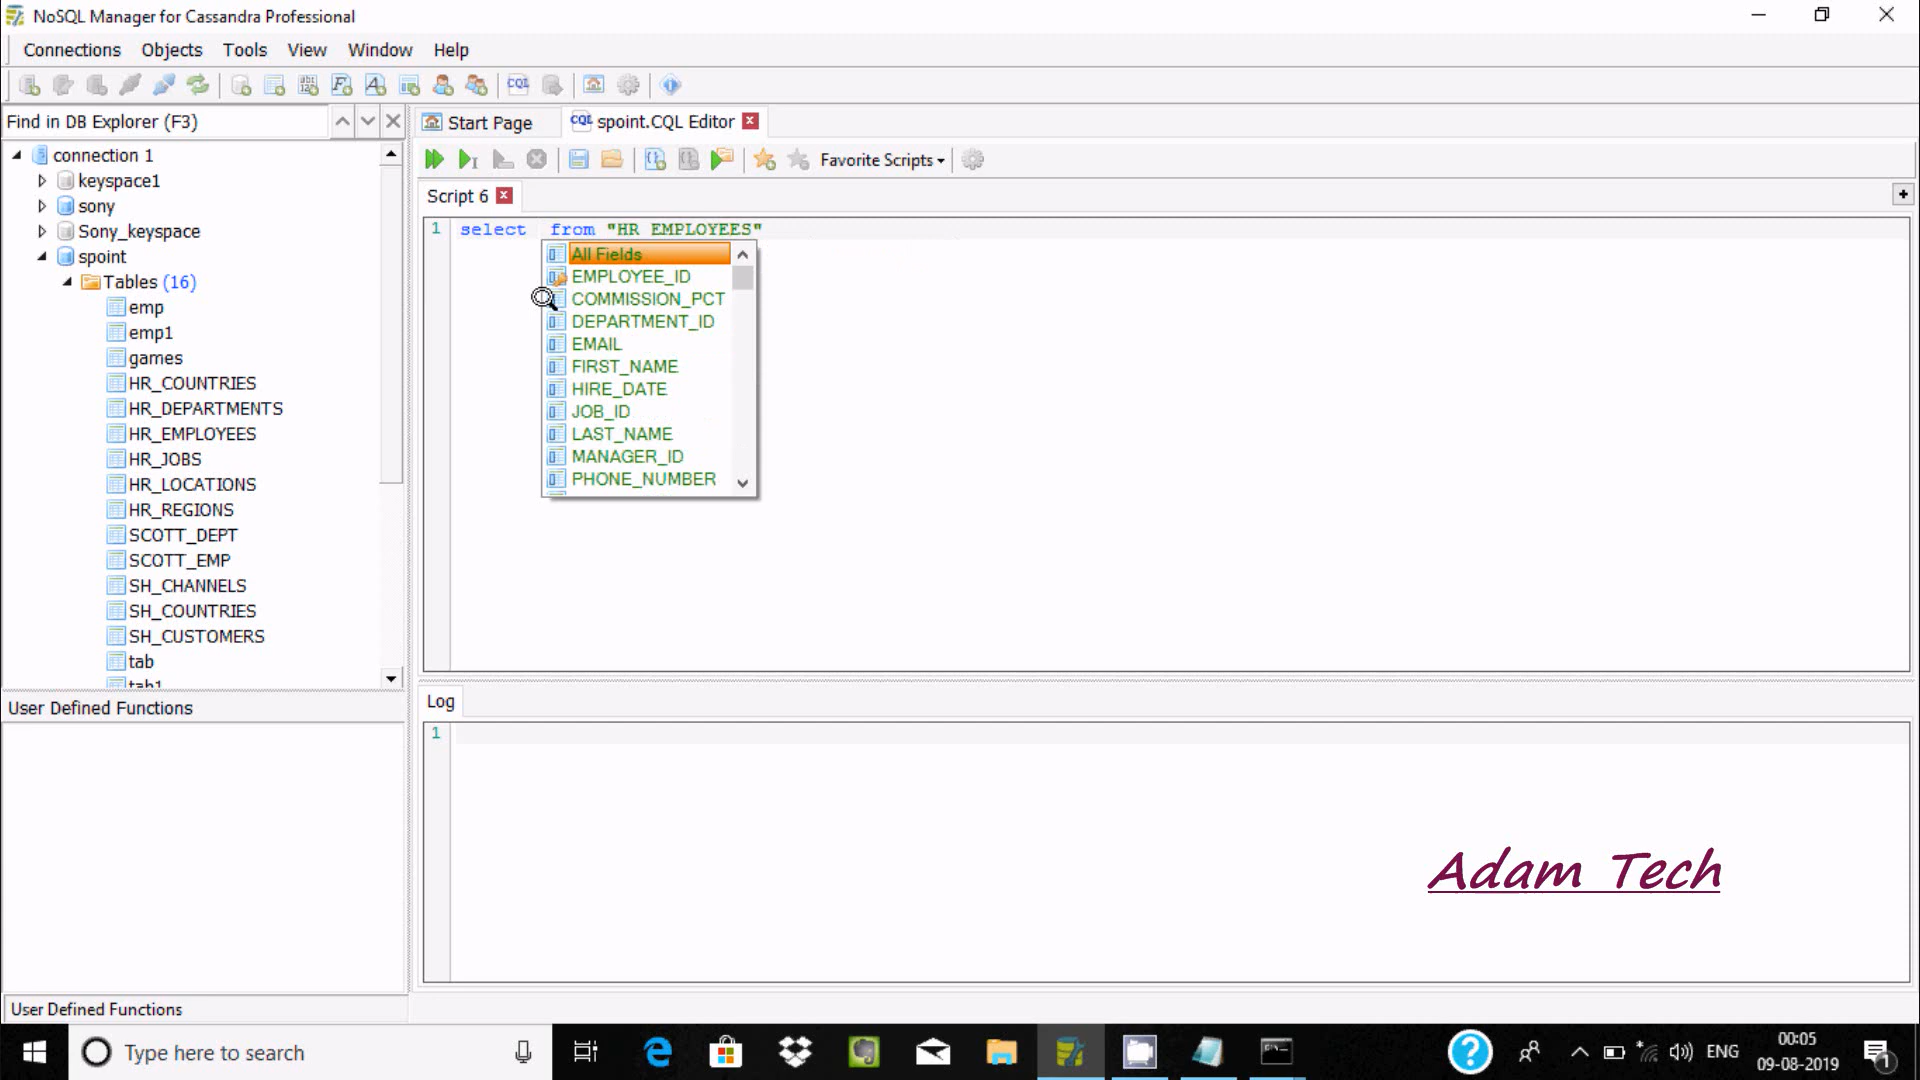 NoSQL Manager for Cassandra Professional
Connections Objects Tools View Window Help
CQL
Find in DB Explorer (F3)
Start Page
CQL spoint.CQL Editor
connection 1
keyspace1
sony
Sony_keyspace
spoint
Tables (16)
emp
emp1
games
HR_COUNTRIES
HR_DEPARTMENTS
HR_EMPLOYEES
HR_JOBS
HR_LOCATIONS
HR_REGIONS
SCOTT_DEPT
SCOTT_EMP
SH_CHANNELS
SH_COUNTRIES
SH_CUSTOMERS
tab
tab1
User Defined Functions
User Defined Functions
Favorite Scripts
Script 6
1 select from "HR_EMPLOYEES"
All Fields
EMPLOYEE_ID
COMMISSION_PCT
DEPARTMENT_ID
EMAIL
FIRST_NAME
HIRE_DATE
JOB_ID
LAST_NAME
MANAGER_ID
PHONE_NUMBER
Log
1
Adam Tech
Type here to search
ENG
00:05
09-08-2019
1